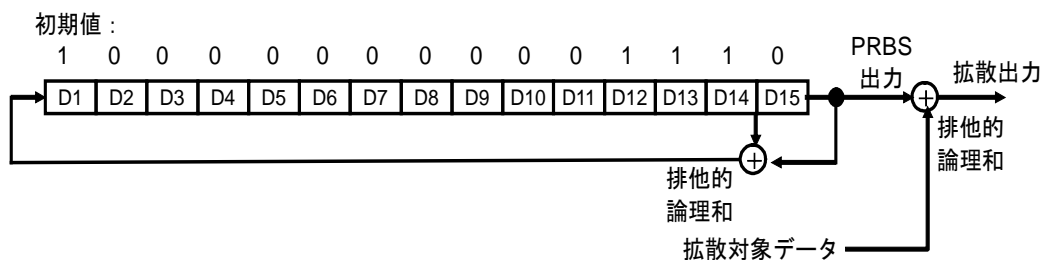 初期値：
1 0 0 0 0 0 0 0 0 0 0 1 1 1 0
D1 D2 D3 D4 D5 D6 D7 D8 D9 D10 D11 D12 D13 D14 D15
PRBS
出力
拡散出力
排他的
論理和
排他的
論理和
拡散対象データ